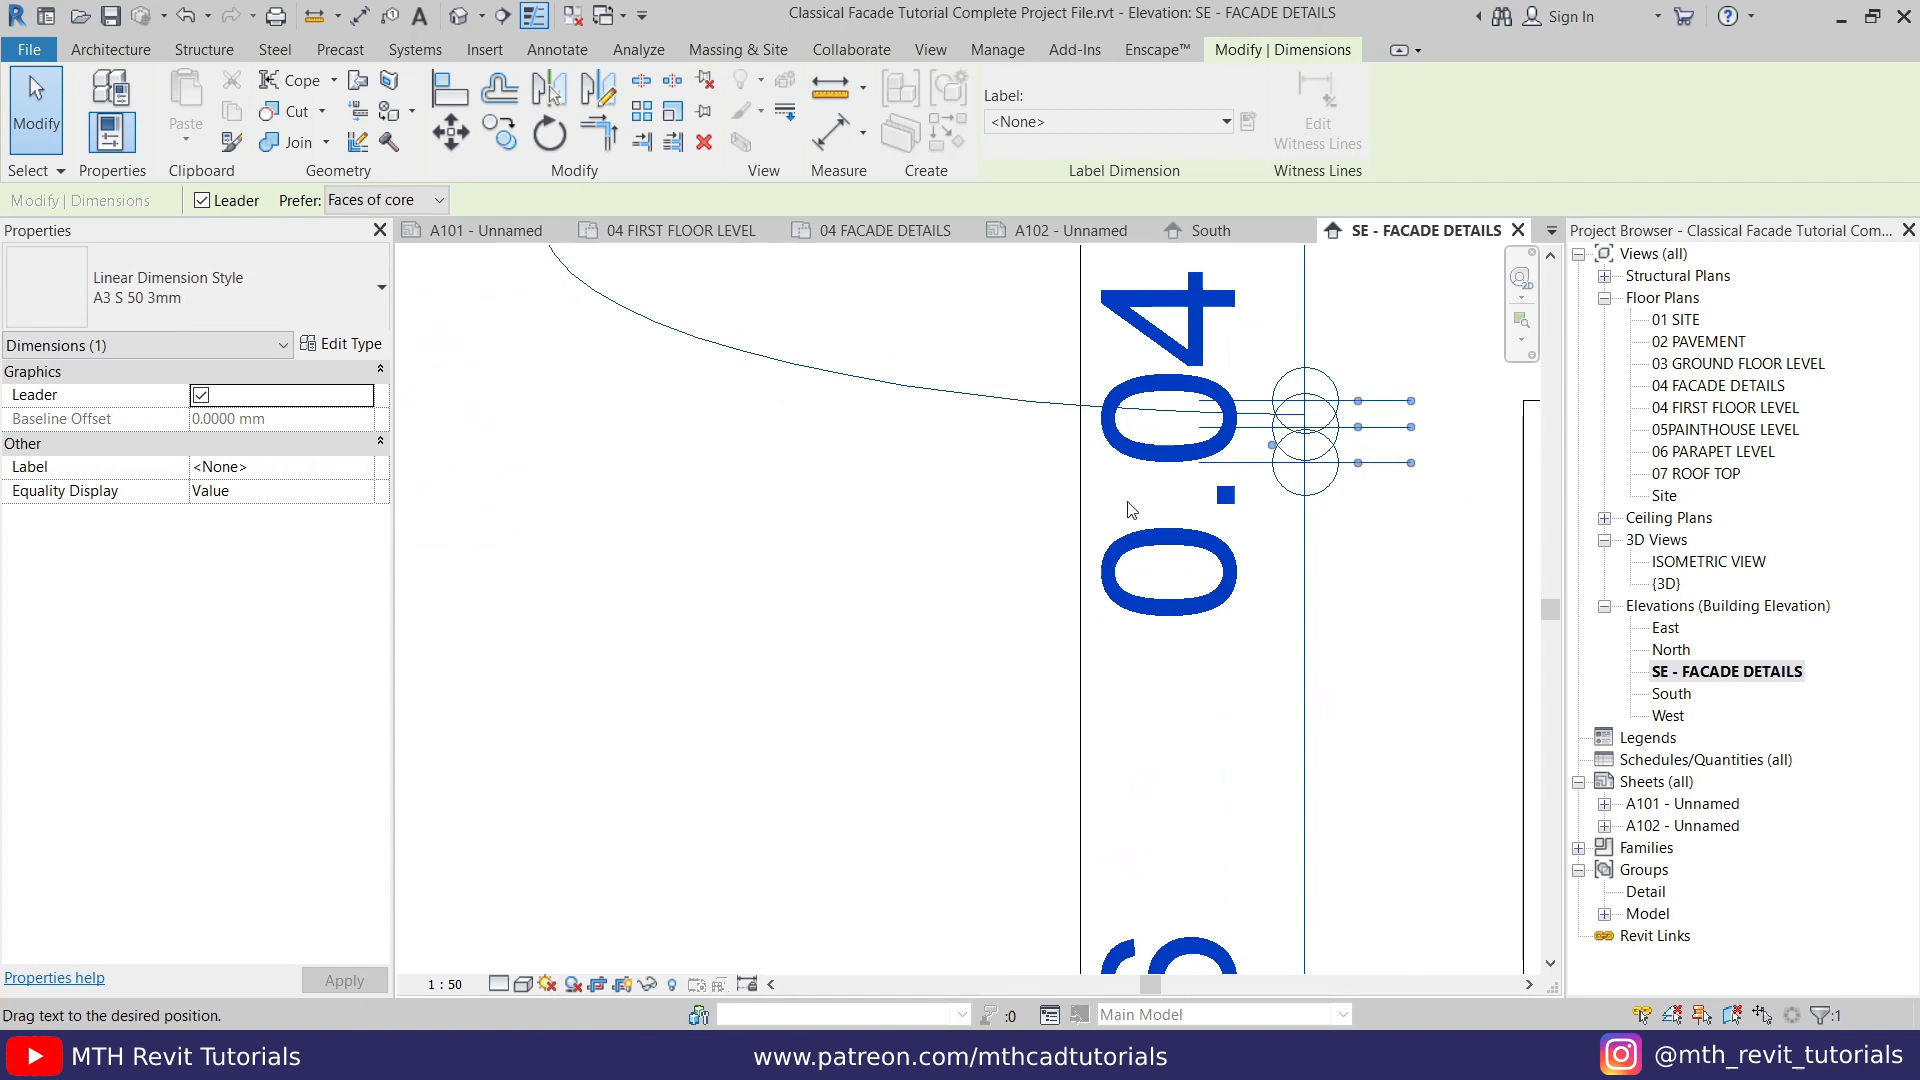 Classical Facade Tutorial Complete Project File.rvt - Elevation: SE - FACADE DETAILS
Sign In
File Architecture Structure Steel Precast Systems Insert Annotate Analyze Massing & Site Collaborate View Manage Add-Ins Enscape™ Modify | Dimensions
Modify
Paste
Cope
Cut
Join
Label:
<None>
Edit
Witness Lines
Select Properties Clipboard Geometry Modify View Measure Create Label Dimension Witness Lines
Modify | Dimensions Leader Prefer: Faces of core
Properties
Linear Dimension Style
A3 S 50 3mm
Dimensions (1) Edit Type
Graphics
Leader
Baseline Offset 0.0000 mm
Other
Label <None>
Equality Display Value
Properties help Apply
A101 - Unnamed 04 FIRST FLOOR LEVEL 04 FACADE DETAILS A102 - Unnamed South SE - FACADE DETAILS
0.04
2D
Project Browser - Classical Facade Tutorial Com...
Views (all)
Structural Plans
Floor Plans
01 SITE
02 PAVEMENT
03 GROUND FLOOR LEVEL
04 FACADE DETAILS
04 FIRST FLOOR LEVEL
05PAINTHOUSE LEVEL
06 PARAPET LEVEL
07 ROOF TOP
Site
Ceiling Plans
3D Views
ISOMETRIC VIEW
{3D}
Elevations (Building Elevation)
East
North
SE - FACADE DETAILS
South
West
Legends
Schedules/Quantities (all)
Sheets (all)
A101 - Unnamed
A102 - Unnamed
Families
Groups
Detail
Model
Revit Links
1 : 50
Drag text to the desired position.
:0
Main Model
:1
MTH Revit Tutorials
www.patreon.com/mthcadtutorials
@mth_revit_tutorials